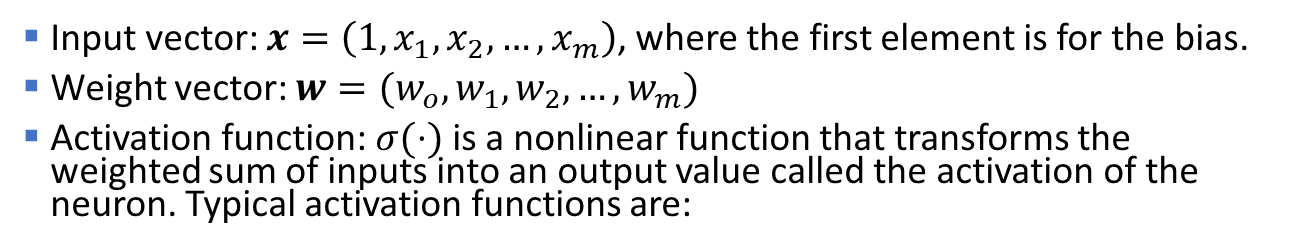 ▪ Input vector: 𝒙 = (1, x₁, x₂, … , xₘ), where the first element is for the bias.
▪ Weight vector: 𝒘 = (wₒ, w₁, w₂, … , wₘ)
▪ Activation function: σ(·) is a nonlinear function that transforms the
weighted sum of inputs into an output value called the activation of the
neuron. Typical activation functions are: